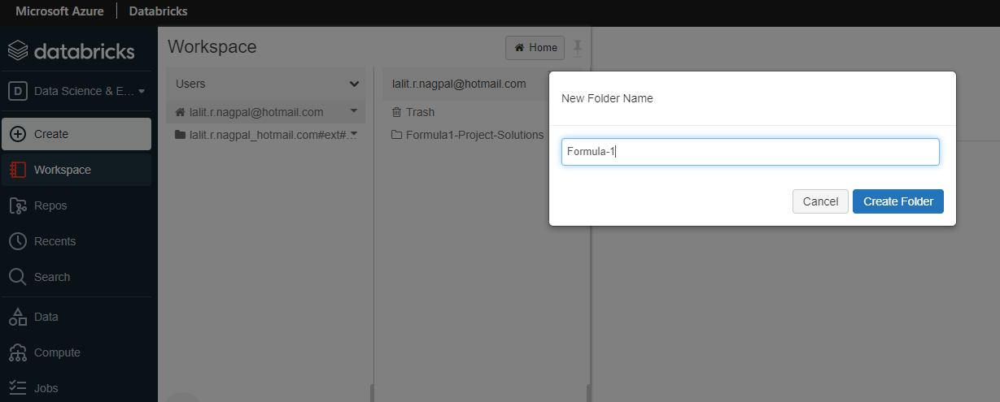 Microsoft Azure Databricks
databricks
D Data Science & E...
Create
Workspace
Repos
Recents
Search
Data
Compute
Jobs
Workspace
Home
Users
lalit.r.nagpal@hotmail.com
lalit.r.nagpal_hotmail.com#ext#...
lalit.r.nagpal@hotmail.com
Trash
Formula1-Project-Solutions
New Folder Name
Formula-1
Cancel Create Folder